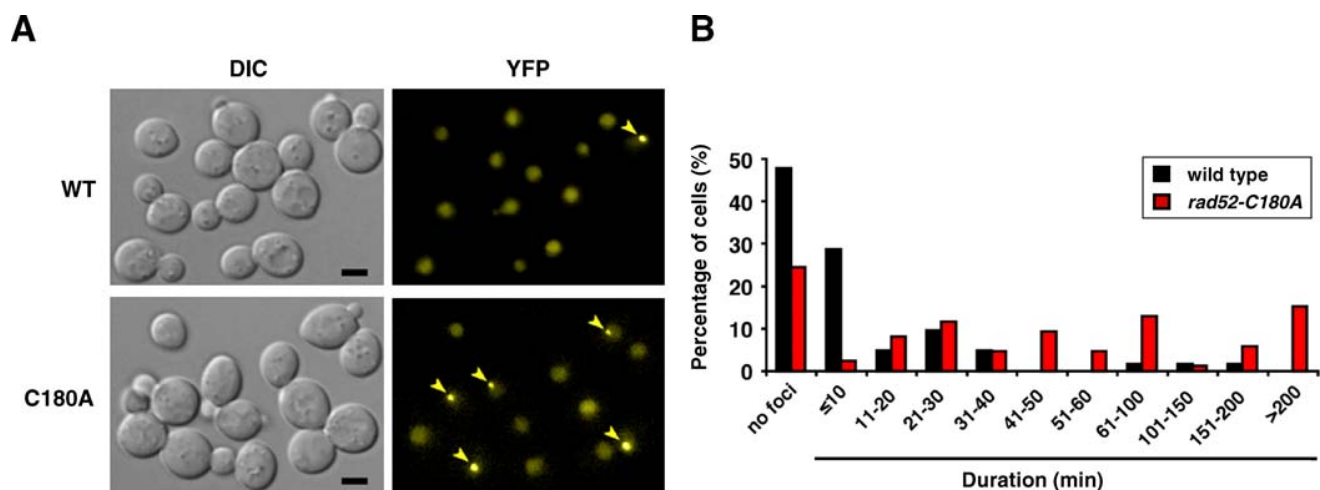 A
B
DIC
YFP
WT
C180A
Percentage of cells (%)
50
40
30
20
10
0
wild type
rad52-C180A
no foci
≤10
11-20
21-30
31-40
41-50
51-60
61-100
101-150
151-200
>200
Duration (min)